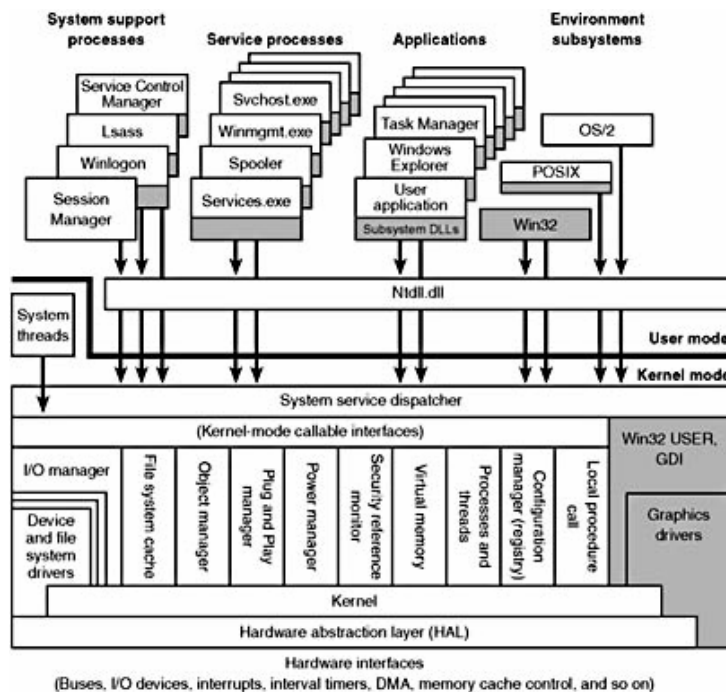 System support
processes
Service processes
Applications
Environment
subsystems
Service Control
Manager
Lsass
Winlogon
Session
Manager
Svchost.exe
Winmgmt.exe
Spooler
Services.exe
Task Manager
Windows
Explorer
User
application
Subsystem DLLs
OS/2
POSIX
Win32
Ntdll.dll
System
threads
User mode
Kernel mode
System service dispatcher
(Kernel-mode callable interfaces)
Win32 USER,
GDI
I/O manager
Device
and file
system
drivers
File system cache
Object manager
Plug and Play
manager
Power manager
Security reference
monitor
Virtual memory
Processes and
threads
Configuration
manager (registry)
Local procedure
call
Graphics
drivers
Kernel
Hardware abstraction layer (HAL)
Hardware interfaces
(Buses, I/O devices, interrupts, interval timers, DMA, memory cache control, and so on)